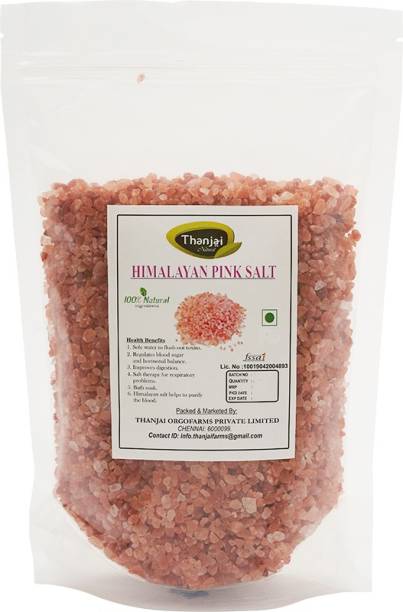 Thanjai
Natural
HIMALAYAN PINK SALT
100% Natural
ingredients
Health Benefits
1. Sole water to flush out toxins.
2. Regulates blood sugar
and hormonal balance.
3. Improves digestion.
4. Salt therapy for respiratory
problems.
5. Bath soak.
6. Himalayan salt helps to purify
the blood.
fssai
Lic. No :10019042004893
BATCH NO
QUANTITY
MRP
PKD DATE
EXP DATE
Packed & Marketed By:
THANJAI ORGOFARMS PRIVATE LIMITED
CHENNAI: 6000099.
Contact ID: info.thanjaifarms@gmail.com